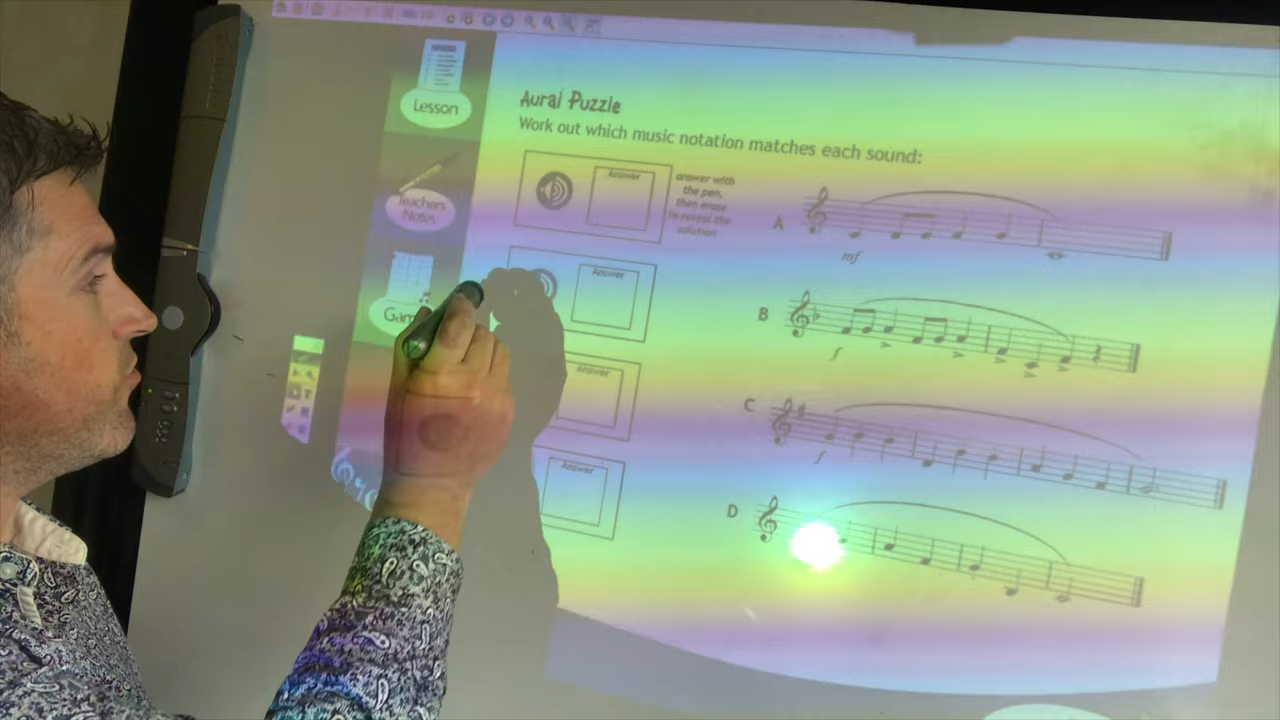 Lesson
Teachers
Notes
Gam
Aural Puzzle
Work out which music notation matches each sound:
Answer
answer with
the pen,
then erase
to reveal the
solution
Answer
Answer
Answer
A
mf
B
f
C
f
D